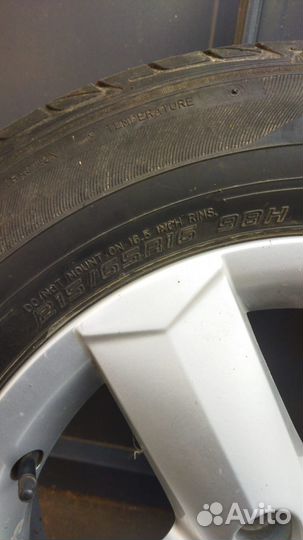 TEMPERATURE
DO NOT MOUNT ON 16.5 INCH RIMS.
215/65R16 98H
Avito